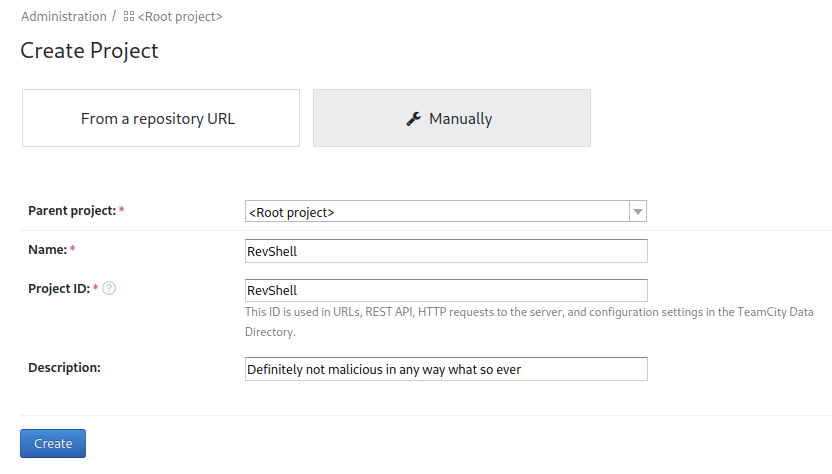 Administration / <Root project>
Create Project
From a repository URL
Manually
Parent project: * <Root project>
Name: * RevShell
Project ID: * ? RevShell
This ID is used in URLs, REST API, HTTP requests to the server, and configuration settings in the TeamCity Data
Directory.
Description: Definitely not malicious in any way what so ever
Create